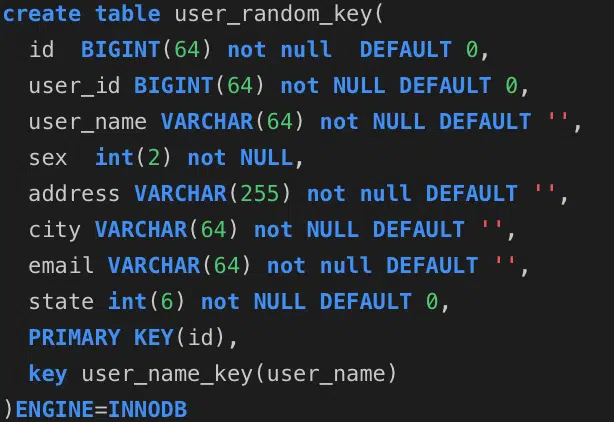 create table user_random_key(
id  BIGINT(64) not null  DEFAULT 0,
user_id BIGINT(64) not NULL DEFAULT 0,
user_name VARCHAR(64) not NULL DEFAULT '',
sex  int(2) not NULL,
address VARCHAR(255) not null DEFAULT '',
city VARCHAR(64) not NULL DEFAULT '',
email VARCHAR(64) not null DEFAULT '',
state int(6) not NULL DEFAULT 0,
PRIMARY KEY(id),
key user_name_key(user_name)
)ENGINE=INNODB